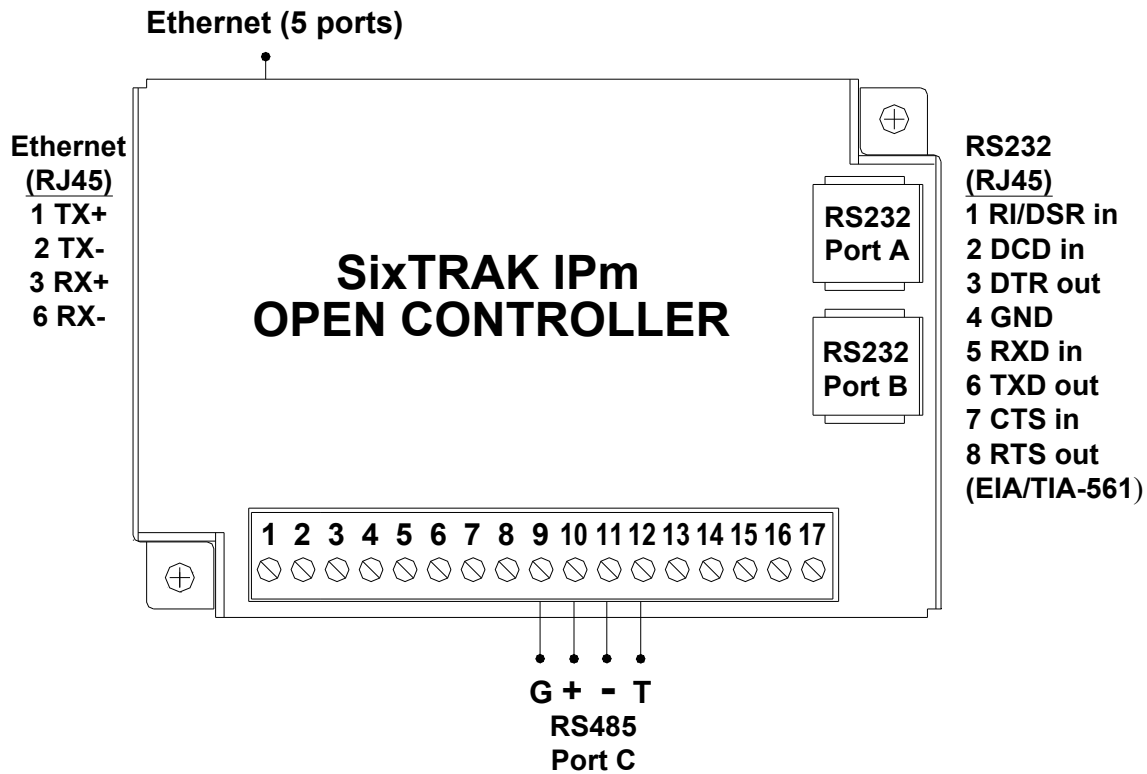 Ethernet (5 ports)
Ethernet
(RJ45)
1 TX+
2 TX-
3 RX+
6 RX-
SixTRAK IPm
OPEN CONTROLLER
RS232
Port A
RS232
Port B
RS232
(RJ45)
1 RI/DSR in
2 DCD in
3 DTR out
4 GND
5 RXD in
6 TXD out
7 CTS in
8 RTS out
(EIA/TIA-561)
1 2 3 4 5 6 7 8 9 10 11 12 13 14 15 16 17
G + - T
RS485
Port C